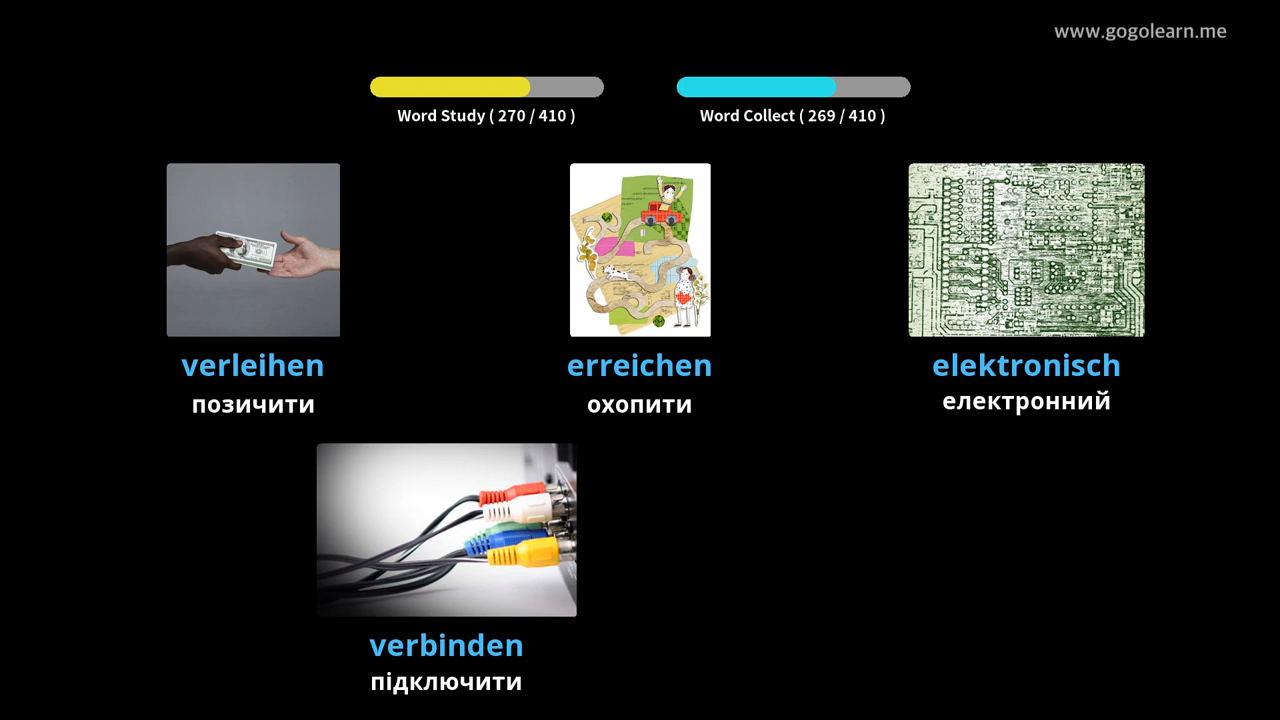 www.gogolearn.me
Word Study ( 270 / 410 )
Word Collect ( 269 / 410 )
verleihen
позичити
erreichen
охопити
elektronisch
електронний
verbinden
підключити